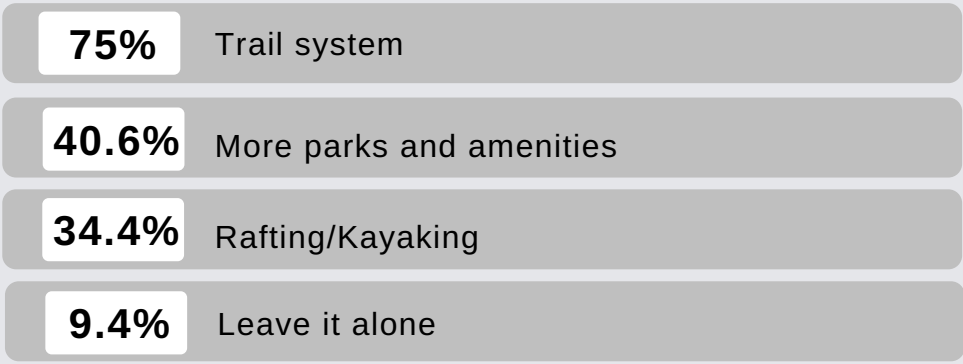 75% Trail system
40.6% More parks and amenities
34.4% Rafting/Kayaking
9.4% Leave it alone